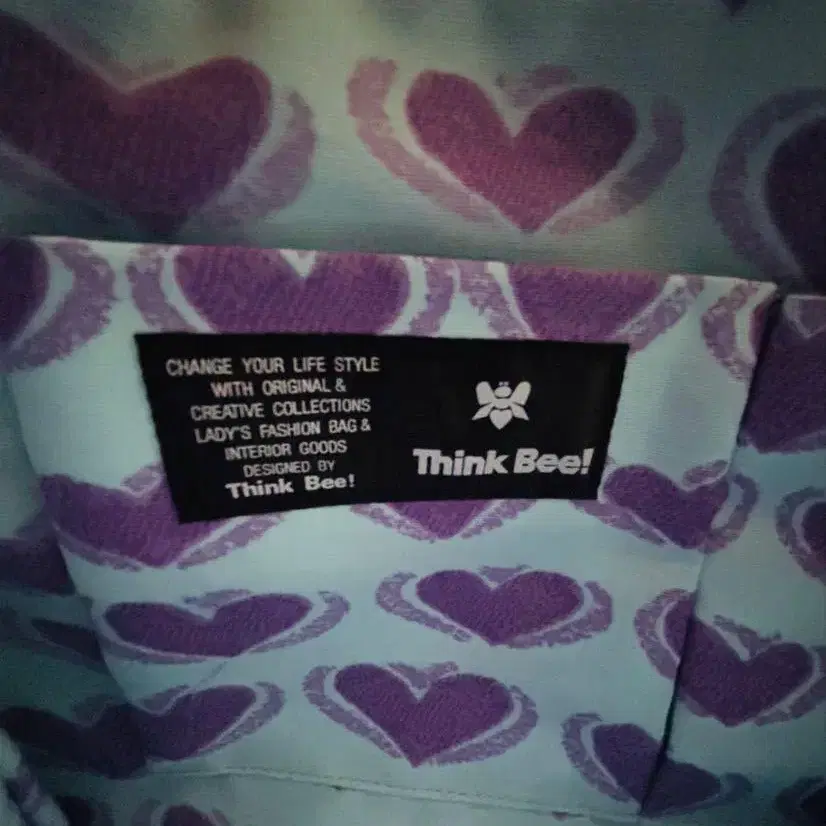 CHANGE YOUR LIFE STYLE
WITH ORIGINAL &
CREATIVE COLLECTIONS
LADY'S FASHION BAG &
INTERIOR GOODS
DESIGNED BY
Think Bee!
Think Bee!